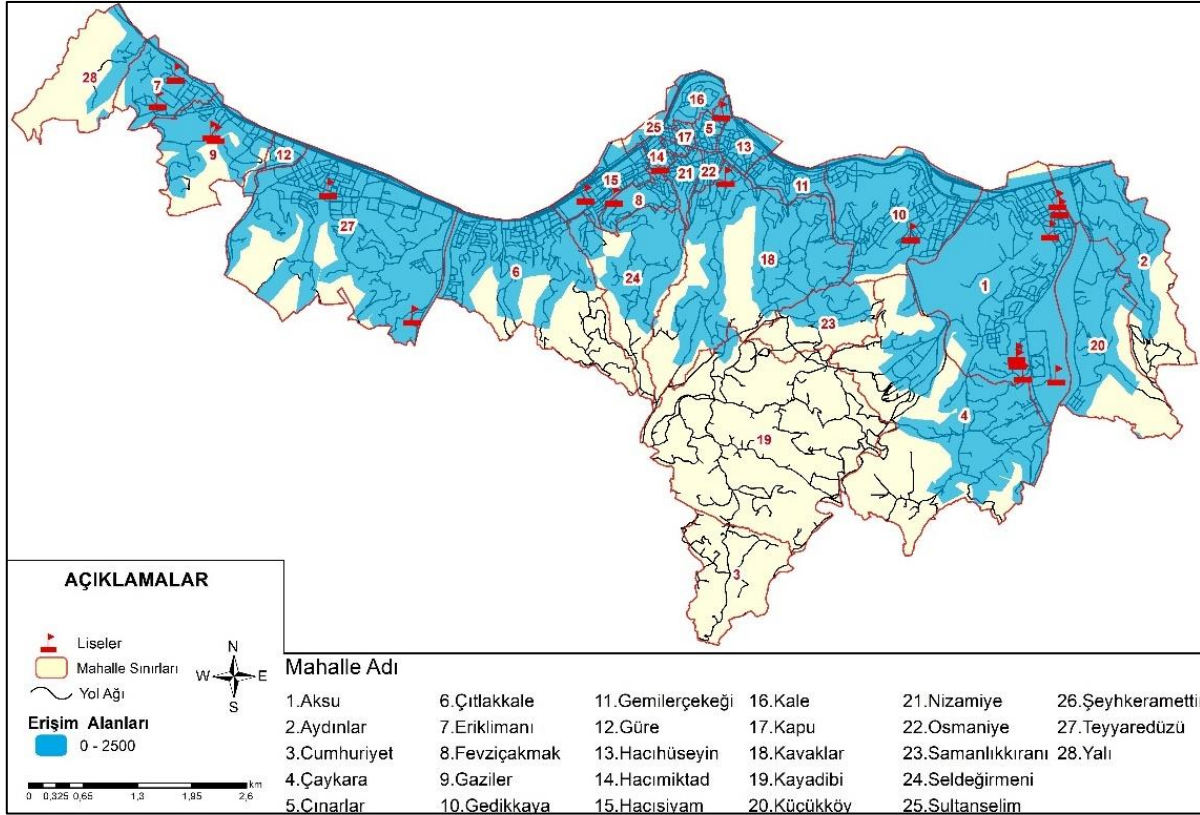 28
7
9
12
27
6
16
25
5
17
13
14
21
22
15
8
11
10
18
24
23
1
2
20
4
19
3
AÇIKLAMALAR
Liseler
Mahalle Sınırları
Yol Ağı
N
W E
S
Erişim Alanları
0 - 2500
km
0 0,325 0,65 1,3 1,95 2,6
Mahalle Adı
1.Aksu 6.Çıtlakkale 11.Gemilerçekeği 16.Kale 21.Nizamiye 26.Şeyhkerametti
2.Aydınlar 7.Eriklimanı 12.Güre 17.Kapu 22.Osmaniye 27.Teyyaredüzü
3.Cumhuriyet 8.Fevziçakmak 13.Hacıhüseyin 18.Kavaklar 23.Samanlıkkıranı 28.Yalı
4.Çaykara 9.Gaziler 14.Hacımiktad 19.Kayadibi 24.Seldeğirmeni
5.Çınarlar 10.Gedikkaya 15.Hacısiyam 20.Küçükköy 25.Sultanselim